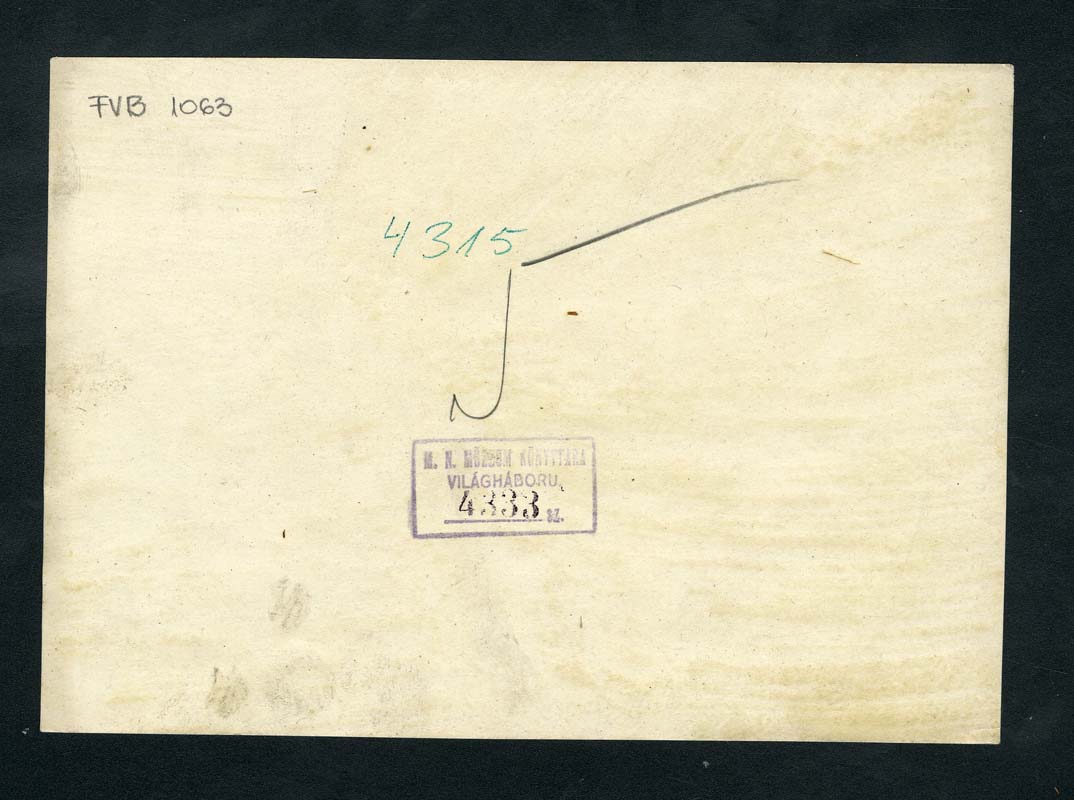 FVB 1063
4315
M. N. MÚZEUM KÖNYVTÁRA
VILÁGHÁBORU.
4333 sz.